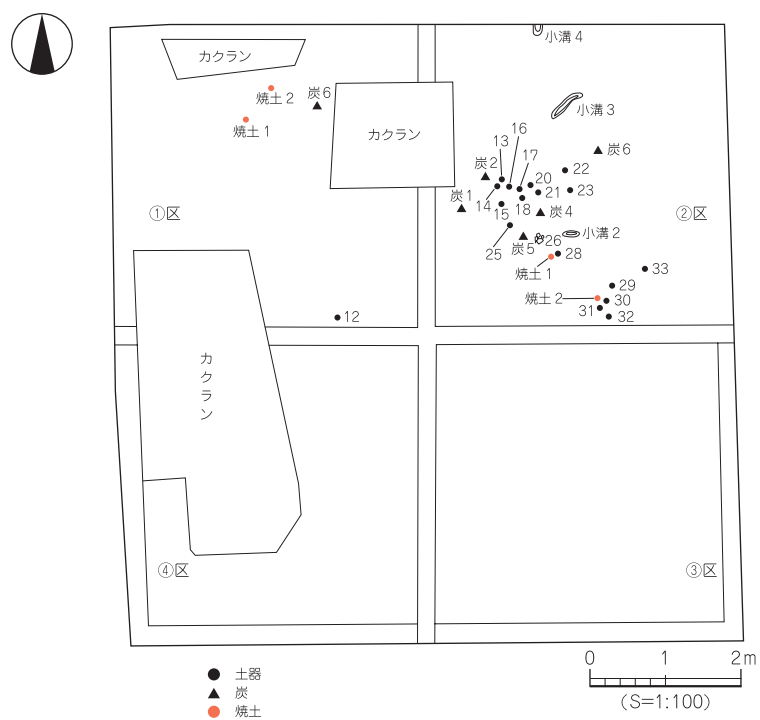 小溝4
カクラン
焼土2
炭6
焼土1
カクラン
小溝3
16
13
17
炭2
炭6
22
20
炭1
14
21
23
15
18
炭4
①区
②区
25
炭5
26
小溝2
28
焼土1
33
29
焼土2
30
31
32
12
カクラン
④区
③区
土器
炭
焼土
0 1 2m
(S=1:100)